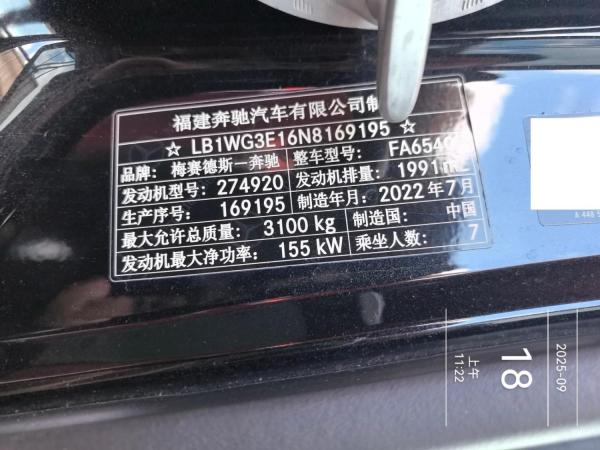 福建奔驰汽车有限公司制
☆ LB1WG3E16N8169195 ☆
品牌: 梅赛德斯—奔驰 整车型号: FA6540
发动机型号: 274920 发动机排量: 1991mL
生产序号: 169195 制造年月: 2022年7月
最大允许总质量: 3100 kg 制造国: 中国
发动机最大净功率: 155 kW 乘坐人数: 7
A 448
2025-09
18
上午
11:22